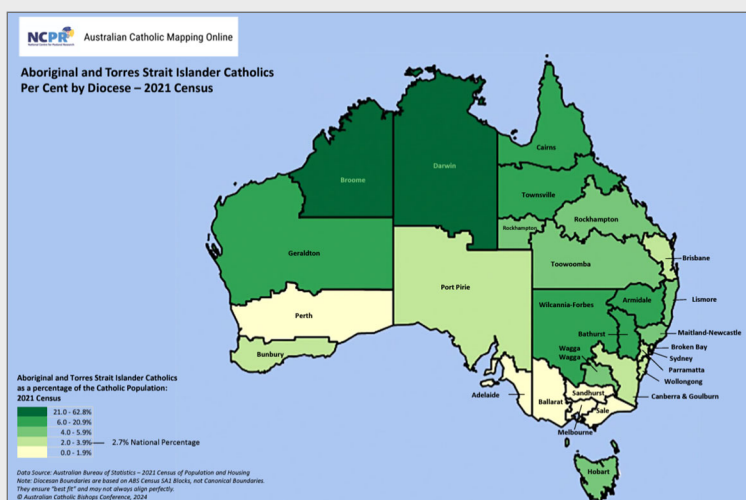 NCPR
National Centre for Pastoral Research
Australian Catholic Mapping Online
Aboriginal and Torres Strait Islander Catholics
Per Cent by Diocese – 2021 Census
Cairns
Darwin
Broome
Townsville
Rockhampton
Rockhampton
Geraldton
Toowoomba
Brisbane
Port Pirie
Wilcannia-Forbes
Armidale
Lismore
Perth
Bathurst
Maitland-Newcastle
Wagga
Wagga
Broken Bay
Sydney
Bunbury
Parramatta
Wollongong
Adelaide
Ballarat
Sandhurst
Canberra & Goulburn
Sale
Melbourne
Hobart
Aboriginal and Torres Strait Islander Catholics
as a percentage of the Catholic Population:
2021 Census
21.0 - 62.8%
6.0 - 20.9%
4.0 - 5.9%
2.0 - 3.9% 2.7% National Percentage
0.0 - 1.9%
Data Source: Australian Bureau of Statistics – 2021 Census of Population and Housing
Note: Diocesan Boundaries are based on ABS Census SA1 Blocks, not Canonical Boundaries.
They ensure "best fit" and may not always align perfectly.
© Australian Catholic Bishops Conference, 2024